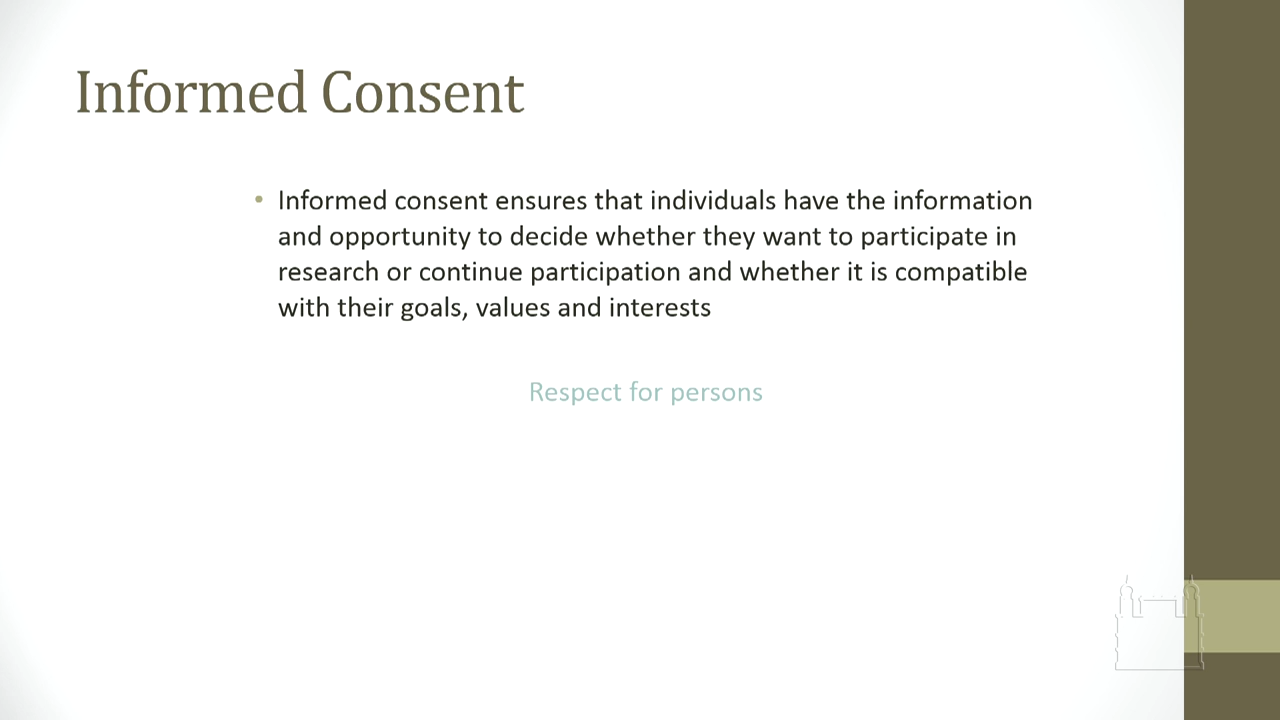 Informed Consent
• Informed consent ensures that individuals have the information
and opportunity to decide whether they want to participate in
research or continue participation and whether it is compatible
with their goals, values and interests
Respect for persons